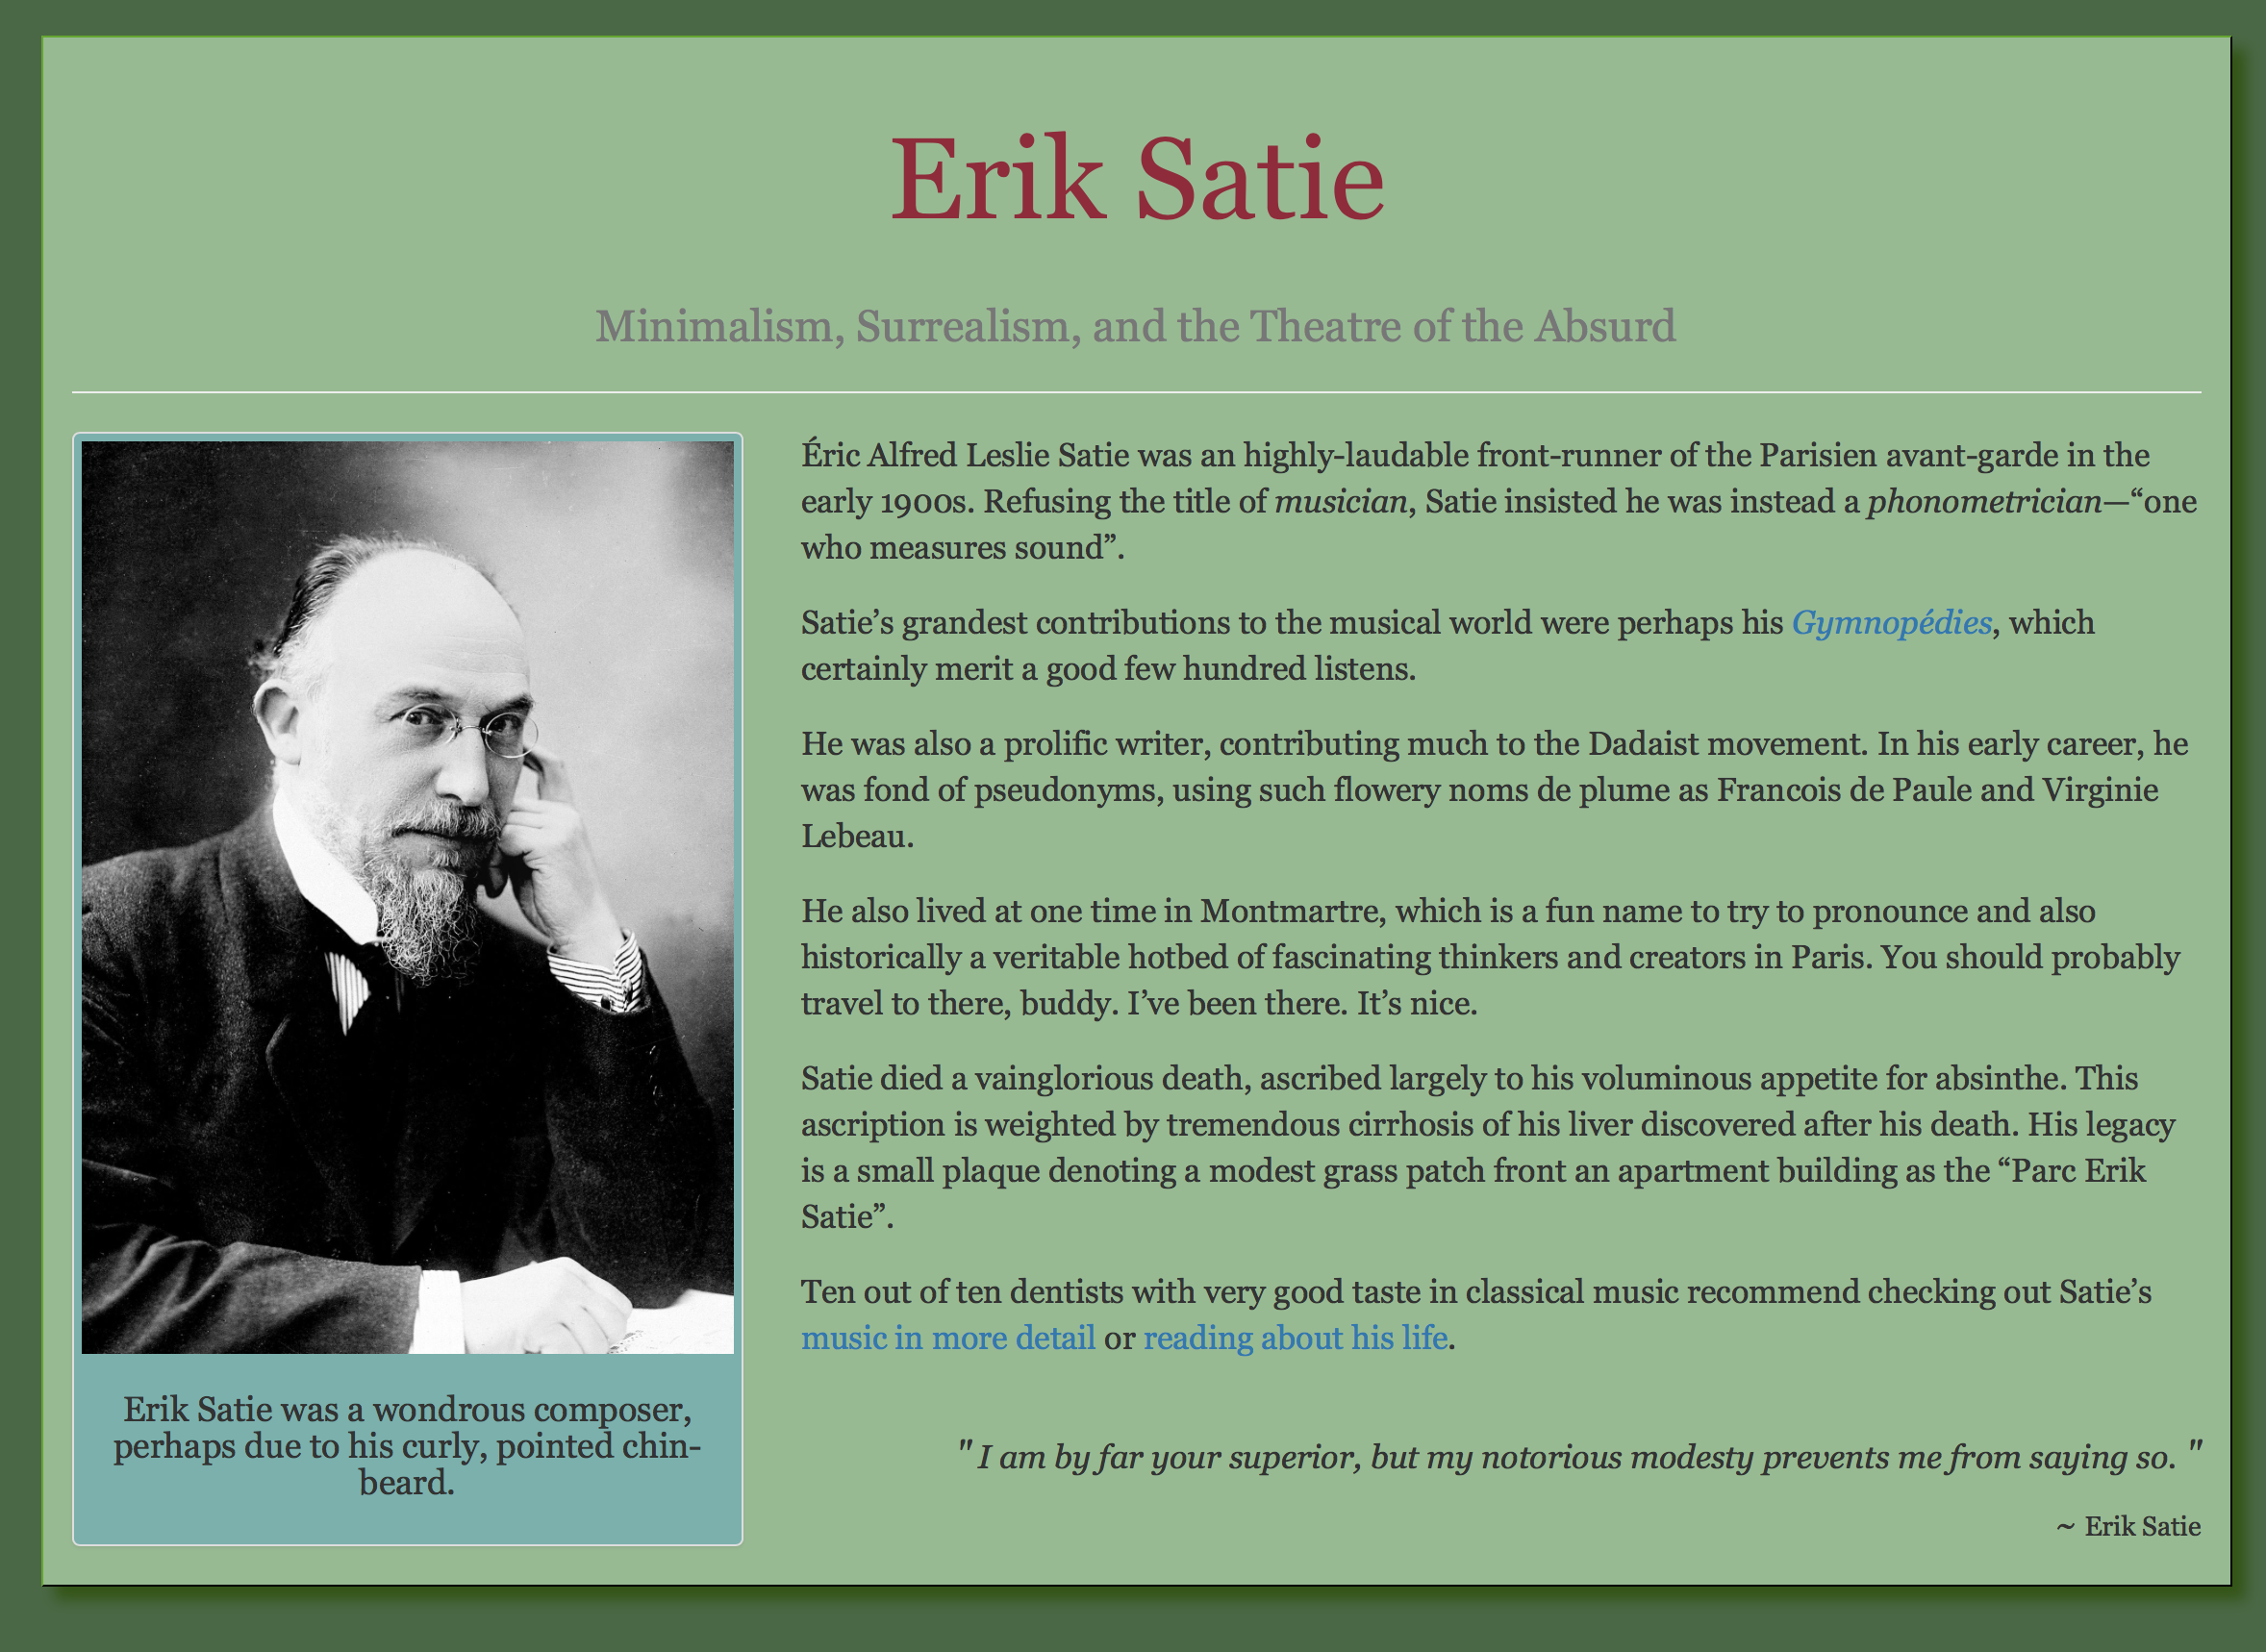 Erik Satie
Minimalism, Surrealism, and the Theatre of the Absurd
Éric Alfred Leslie Satie was an highly-laudable front-runner of the Parisien avant-garde in the
early 1900s. Refusing the title of musician, Satie insisted he was instead a phonometrician—“one
who measures sound”.
Satie’s grandest contributions to the musical world were perhaps his Gymnopédies, which
certainly merit a good few hundred listens.
He was also a prolific writer, contributing much to the Dadaist movement. In his early career, he
was fond of pseudonyms, using such flowery noms de plume as Francois de Paule and Virginie
Lebeau.
He also lived at one time in Montmartre, which is a fun name to try to pronounce and also
historically a veritable hotbed of fascinating thinkers and creators in Paris. You should probably
travel to there, buddy. I’ve been there. It’s nice.
Satie died a vainglorious death, ascribed largely to his voluminous appetite for absinthe. This
ascription is weighted by tremendous cirrhosis of his liver discovered after his death. His legacy
is a small plaque denoting a modest grass patch front an apartment building as the “Parc Erik
Satie”.
Ten out of ten dentists with very good taste in classical music recommend checking out Satie’s
music in more detail or reading about his life.
Erik Satie was a wondrous composer,
perhaps due to his curly, pointed chin-
beard.
" I am by far your superior, but my notorious modesty prevents me from saying so. "
~ Erik Satie